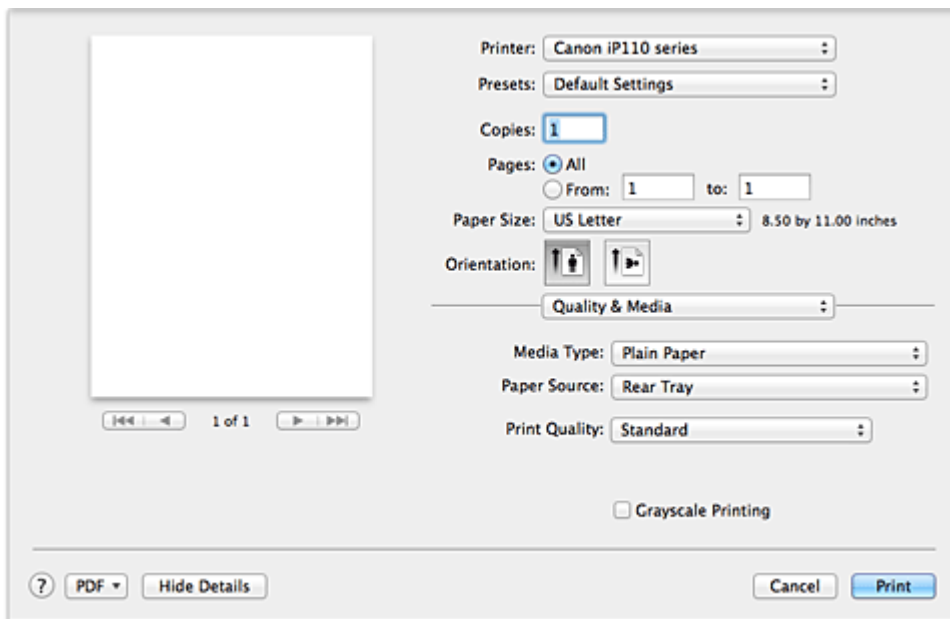 Printer: Canon iP110 series
Presets: Default Settings
Copies: 1
Pages: All
From: 1 to: 1
Paper Size: US Letter 8.50 by 11.00 inches
Orientation:
Quality & Media
Media Type: Plain Paper
Paper Source: Rear Tray
1 of 1
Print Quality: Standard
Grayscale Printing
? PDF Hide Details Cancel Print